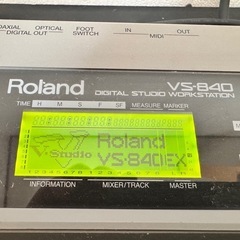 COAXIAL OPTICAL
DIGITAL OUT
FOOT SWITCH
IN OUT
MIDI
Roland VS-840
DIGITAL STUDIO WORKSTATION
TIME H M S F SF MEASURE MARKER
Roland
V-Studio VS-840EX
INFORMATION MIXER/TRACK MASTER